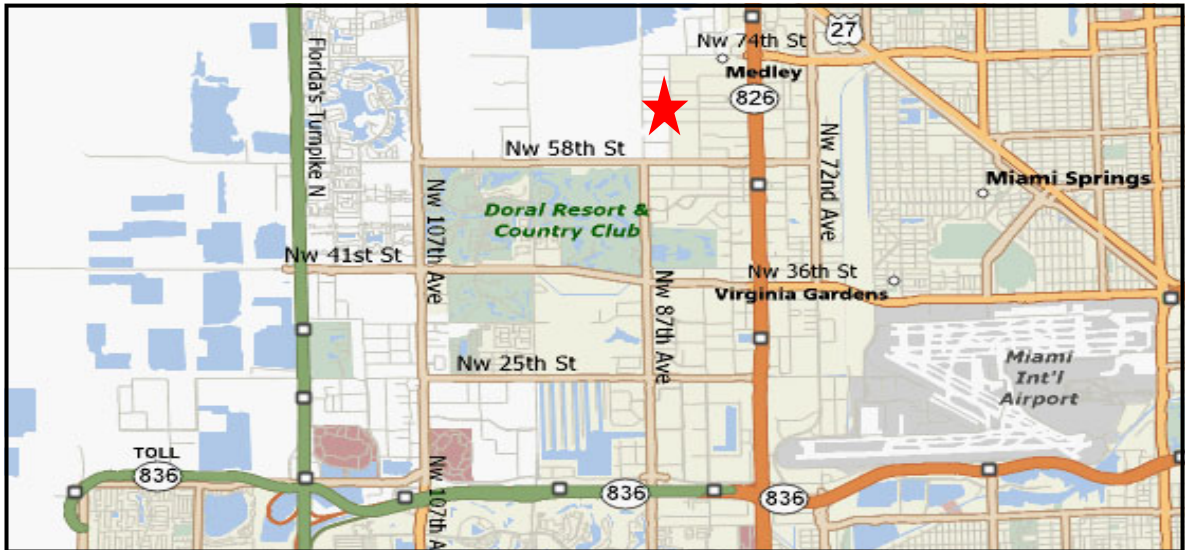 27
Nw 74th St
Medley
826
Florida's Turnpike N
Nw 58th St
Nw 72nd Ave
Miami Springs
Nw 107th Ave
Doral Resort &
Country Club
Nw 41st St
Nw 36th St
Virginia Gardens
Nw 87th Ave
Nw 25th St
Miami
Int'l
Airport
TOLL
836
Nw 107th A
836
836